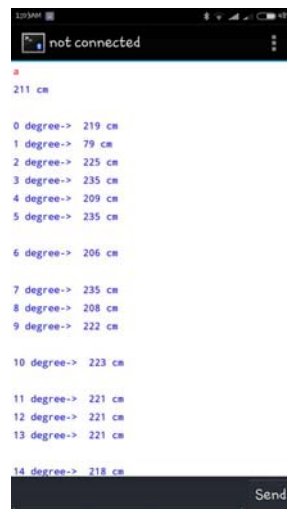 not connected
a
211 cm
0 degree-> 219 cm
1 degree-> 79 cm
2 degree-> 225 cm
3 degree-> 235 cm
4 degree-> 209 cm
5 degree-> 235 cm
6 degree-> 206 cm
7 degree-> 235 cm
8 degree-> 208 cm
9 degree-> 222 cm
10 degree-> 223 cm
11 degree-> 221 cm
12 degree-> 221 cm
13 degree-> 221 cm
14 degree-> 218 cm
Send